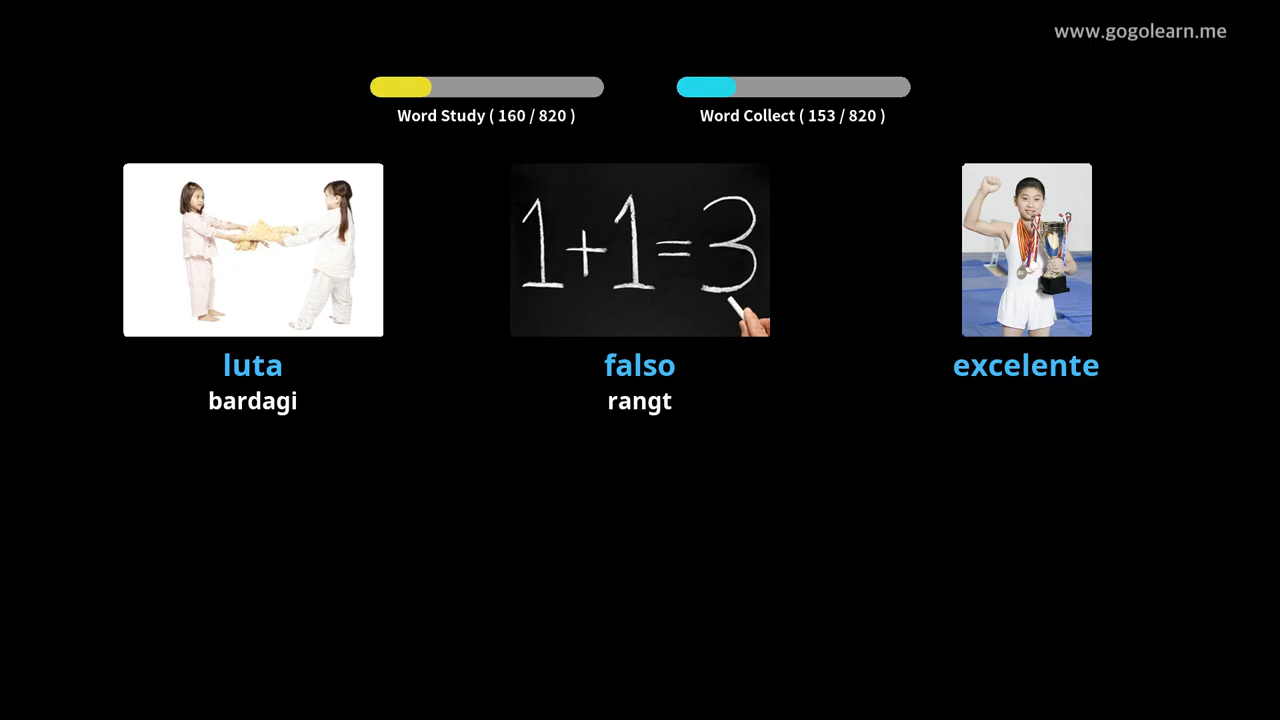 www.gogolearn.me
Word Study ( 160 / 820 )
Word Collect ( 153 / 820 )
1+1=3
luta
falso
excelente
bardagi
rangt